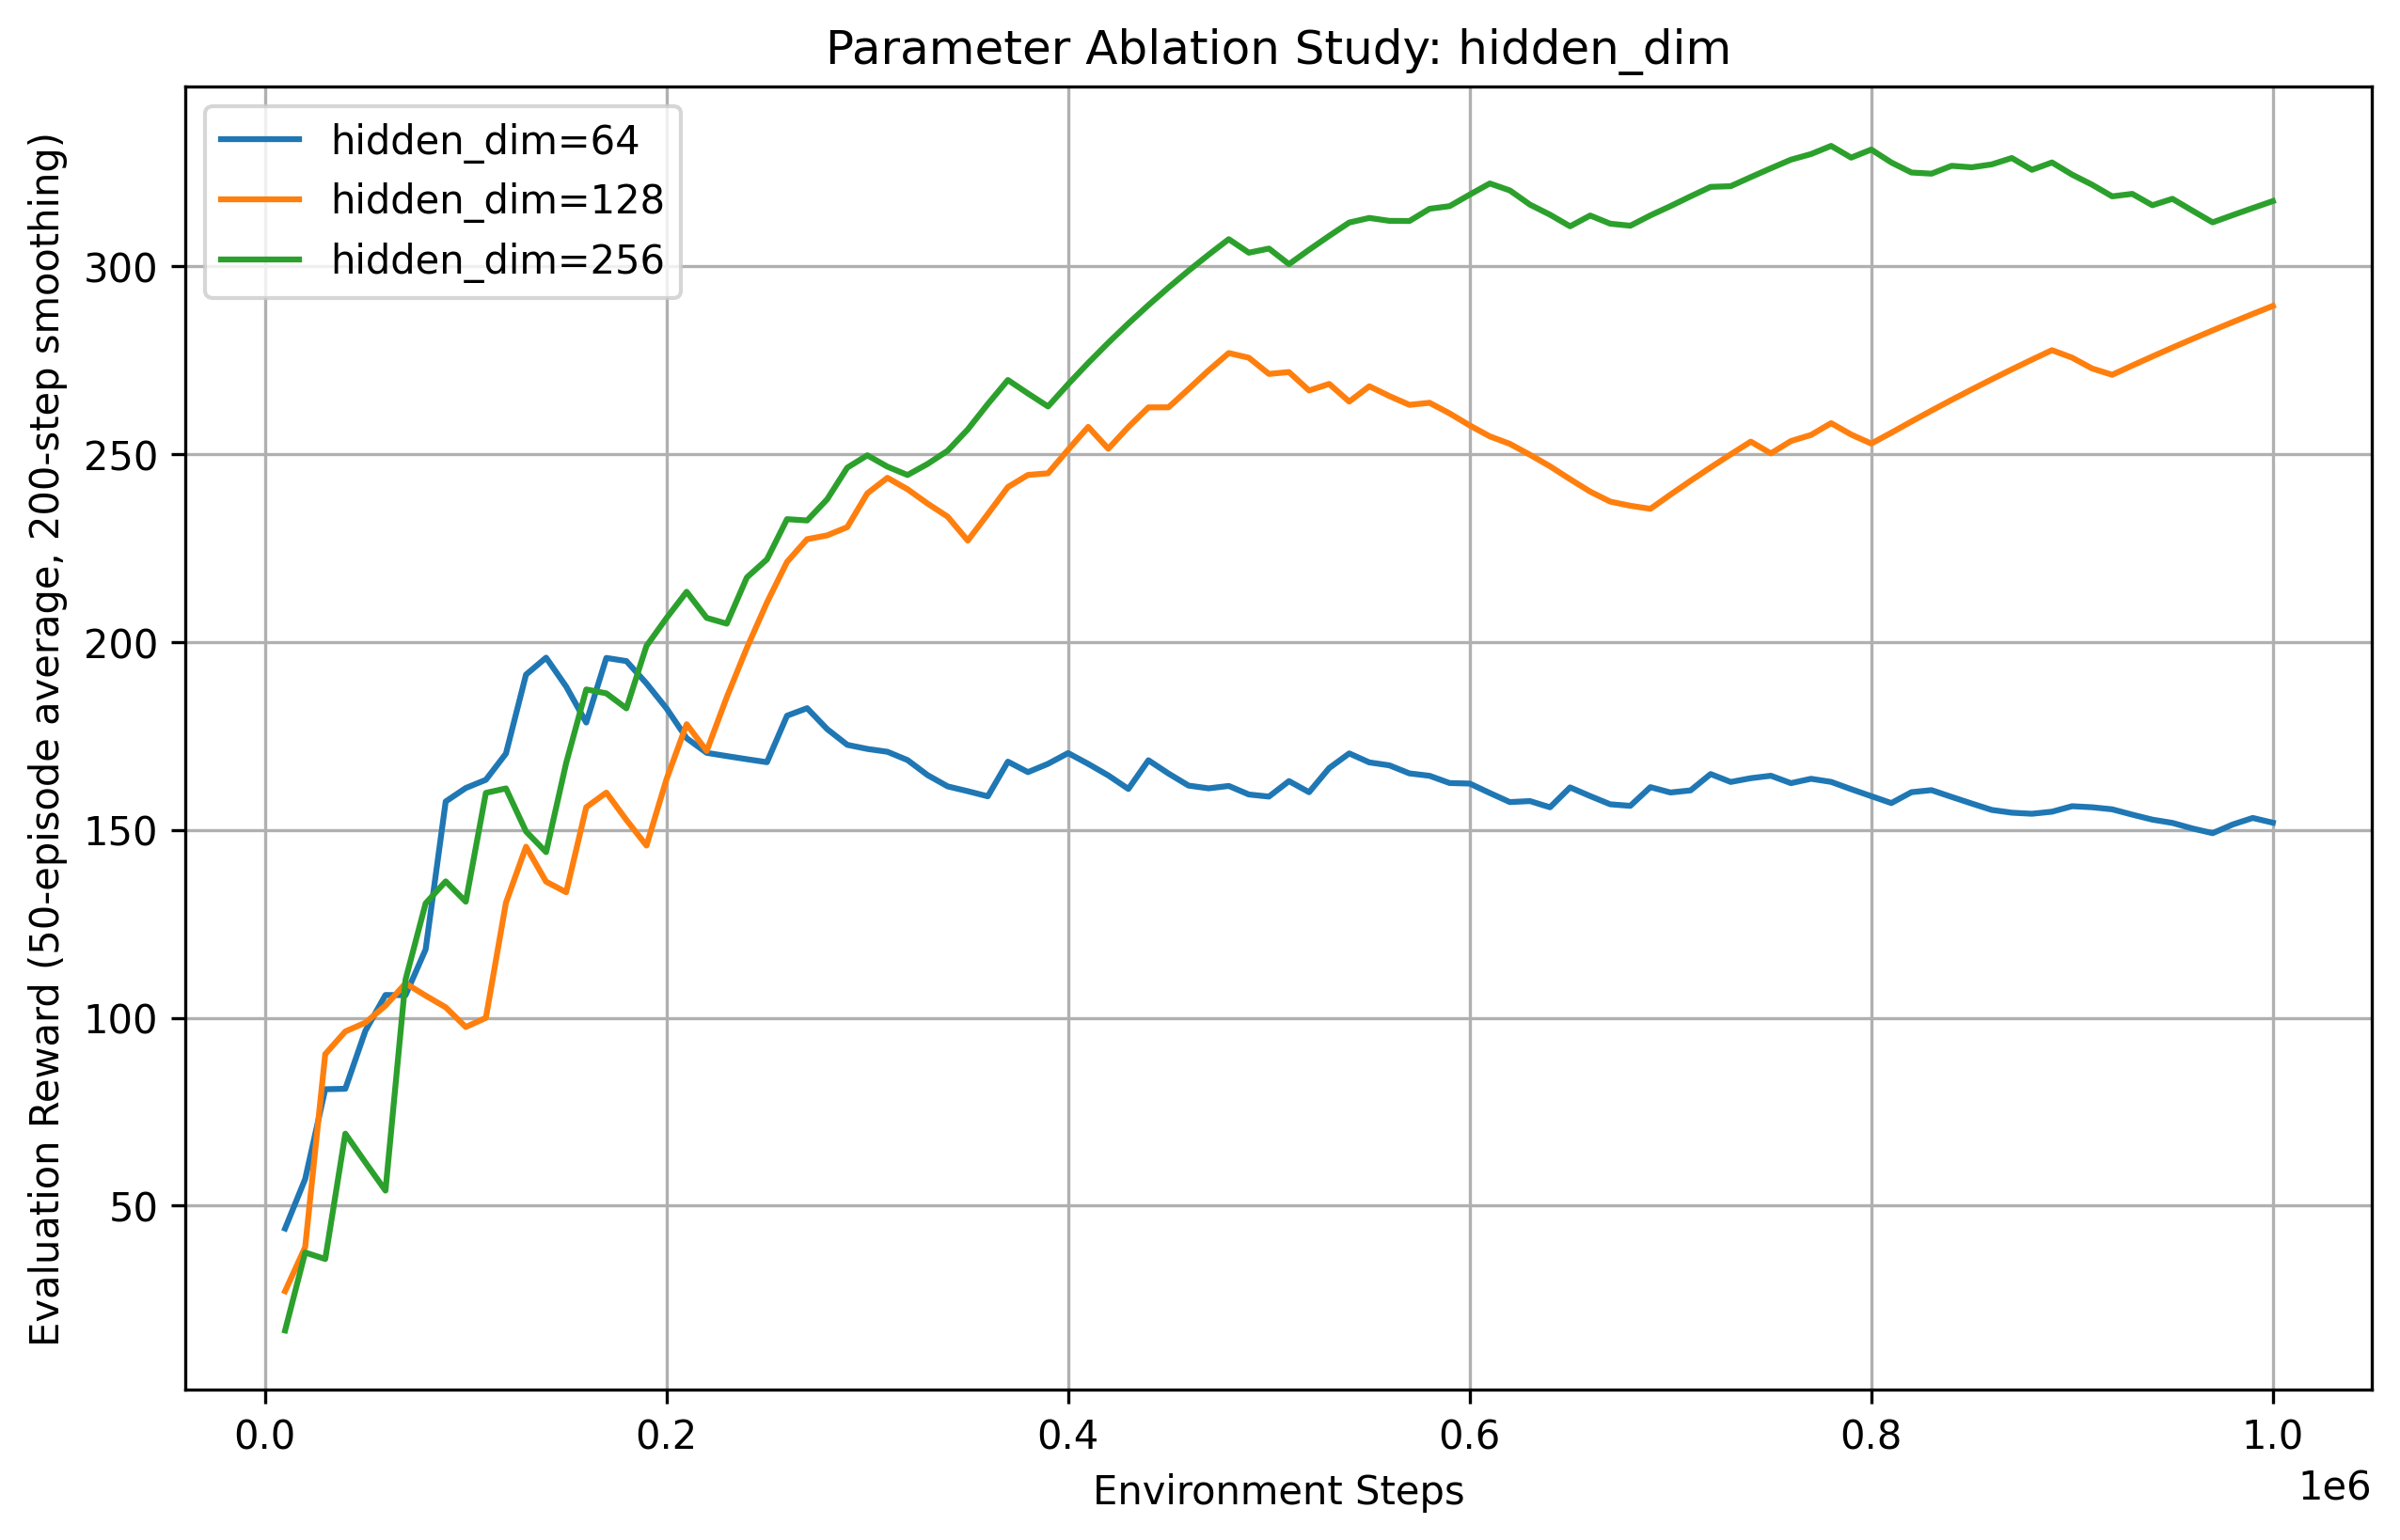 Parameter Ablation Study: hidden_dim
hidden_dim=64
hidden_dim=128
hidden_dim=256
Evaluation Reward (50-episode average, 200-step smoothing)
300
250
200
150
100
50
0.0 0.2 0.4 0.6 0.8 1.0
1e6
Environment Steps